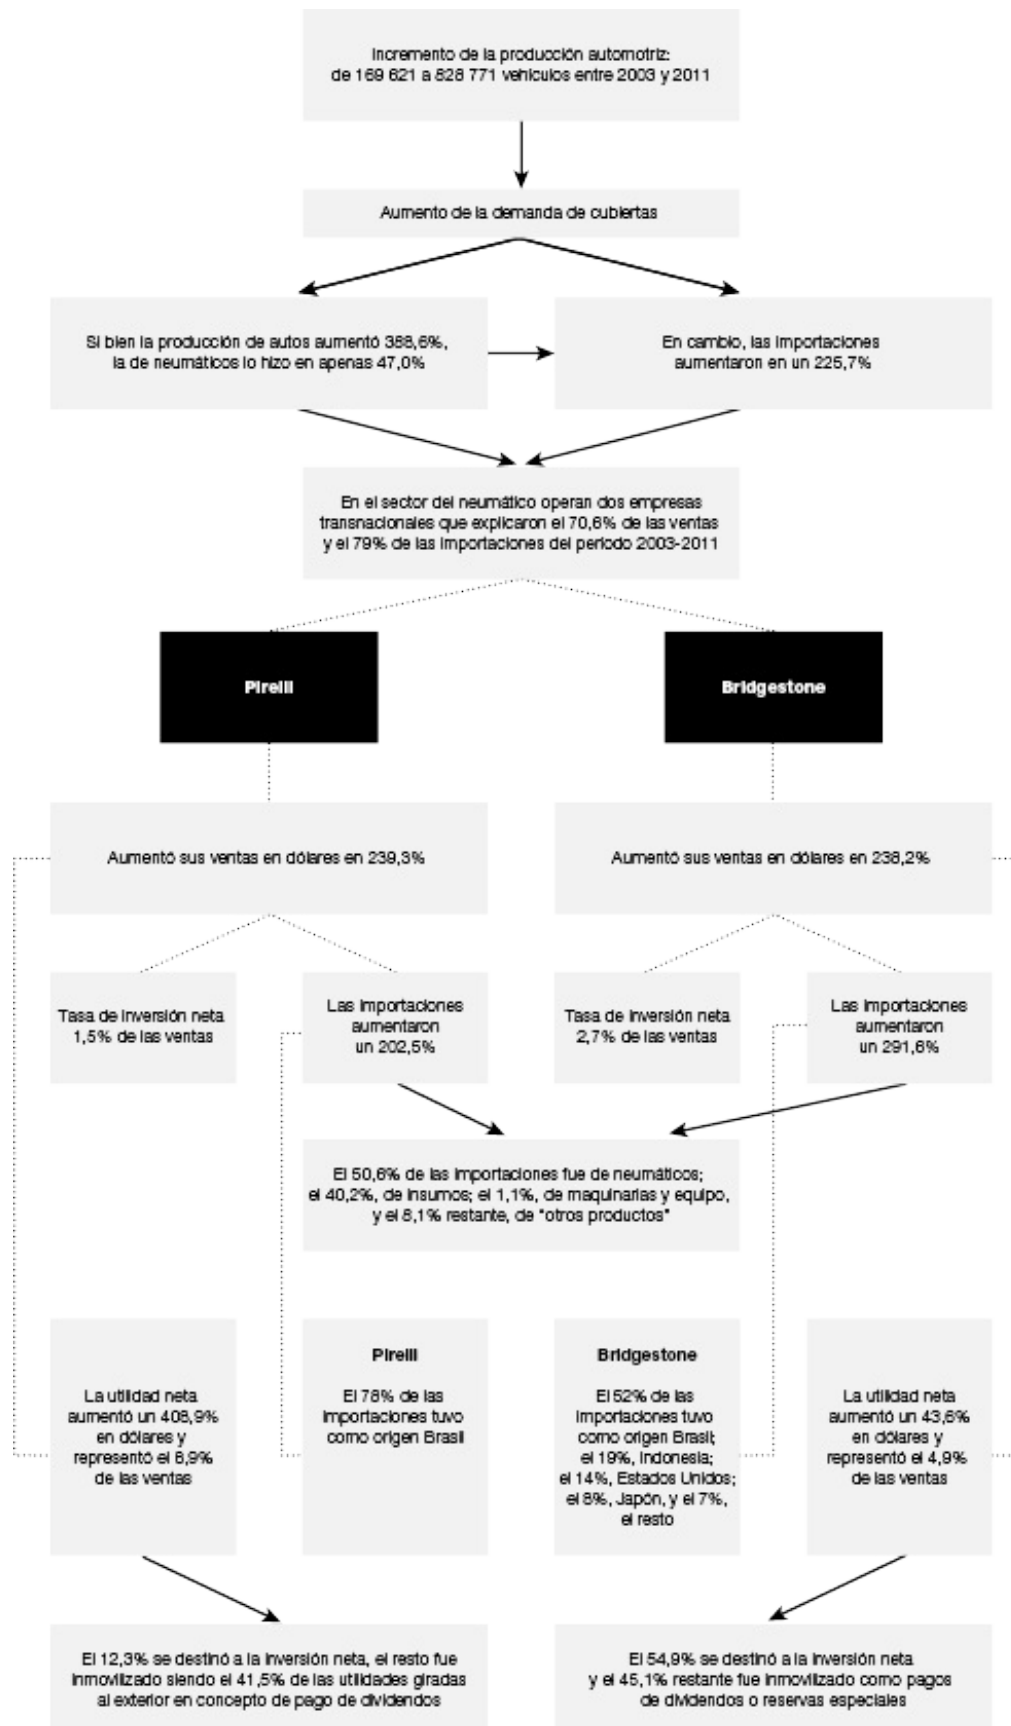 Incremento de la producción automotriz:
de 169 621 a 828 771 vehículos entre 2003 y 2011
Aumento de la demanda de cubiertas
Si bien la producción de autos aumentó 388,6%,
la de neumáticos lo hizo en apenas 47,0%
En cambio, las importaciones
aumentaron en un 225,7%
En el sector del neumático operan dos empresas
transnacionales que explicaron el 70,6% de las ventas
y el 79% de las importaciones del período 2003-2011
Pirelli
Bridgestone
Aumentó sus ventas en dólares en 239,3%
Aumentó sus ventas en dólares en 238,2%
Tasa de inversión neta
1,5% de las ventas
Las importaciones
aumentaron
un 202,5%
Tasa de inversión neta
2,7% de las ventas
Las importaciones
aumentaron
un 291,6%
El 50,6% de las importaciones fue de neumáticos;
el 40,2%, de insumos; el 1,1%, de maquinarias y equipo,
y el 8,1% restante, de "otros productos"
La utilidad neta
aumentó un 408,9%
en dólares y
representó el 6,9%
de las ventas
Pirelli
El 78% de las
importaciones tuvo
como origen Brasil
Bridgestone
El 52% de las
importaciones tuvo
como origen Brasil;
el 19%, Indonesia;
el 14%, Estados Unidos;
el 8%, Japón, y el 7%,
el resto
La utilidad neta
aumentó un 43,6%
en dólares y
representó el 4,9%
de las ventas
El 12,3% se destinó a la inversión neta, el resto fue
inmovilizado siendo el 41,5% de las utilidades giradas
al exterior en concepto de pago de dividendos
El 54,9% se destinó a la inversión neta
y el 45,1% restante fue inmovilizado como pagos
de dividendos o reservas especiales